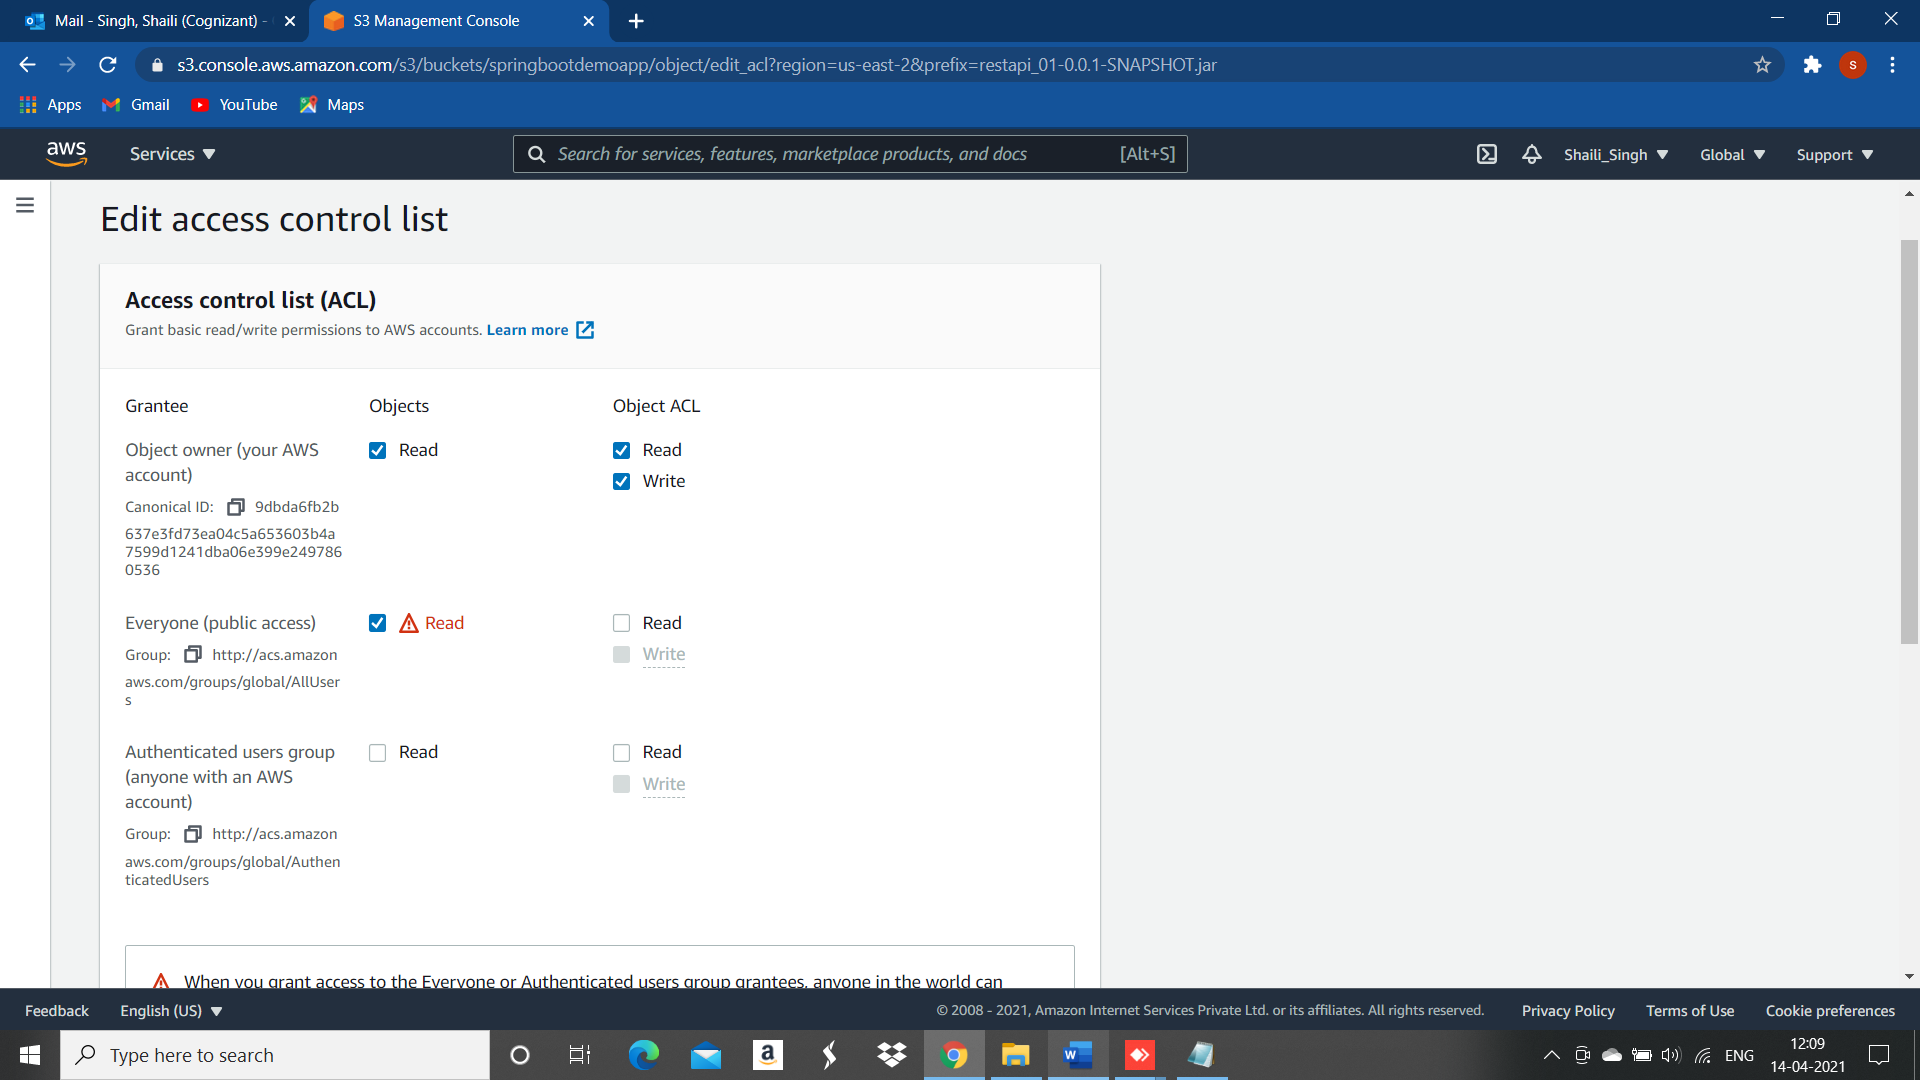 Mail - Singh, Shaili (Cognizant) -
S3 Management Console
s3.console.aws.amazon.com/s3/buckets/springbootdemoapp/object/edit_acl?region=us-east-2&prefix=restapi_01-0.0.1-SNAPSHOT.jar
S
Apps Gmail YouTube Maps
aws Services Search for services, features, marketplace products, and docs [Alt+S] Shaili_Singh Global Support
Edit access control list
Access control list (ACL)
Grant basic read/write permissions to AWS accounts. Learn more
Grantee Objects Object ACL
Object owner (your AWS Read Read
account) Write
Canonical ID: 9dbda6fb2b
637e3fd73ea04c5a653603b4a
7599d1241dba06e399e249786
0536
Everyone (public access) Read Read
Group: http://acs.amazon Write
aws.com/groups/global/AllUser
s
Authenticated users group Read Read
(anyone with an AWS Write
account)
Group: http://acs.amazon
aws.com/groups/global/Authen
ticatedUsers
When you grant access to the Everyone or Authenticated users group grantees, anyone in the world can
Feedback English (US) © 2008 - 2021, Amazon Internet Services Private Ltd. or its affiliates. All rights reserved. Privacy Policy Terms of Use Cookie preferences
Type here to search
ENG
12:09
14-04-2021